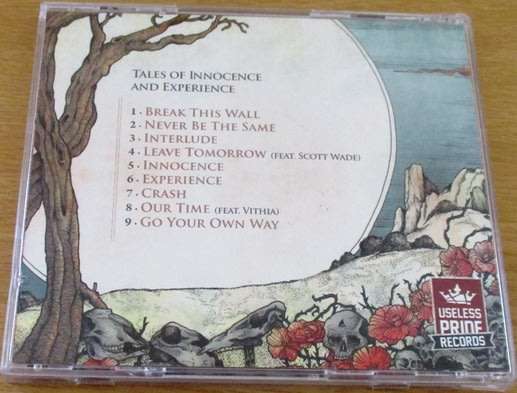 Tales of Innocence
and Experience
1 · Break This Wall
2 · Never Be The Same
3 · Interlude
4 · Leave Tomorrow (feat. Scott Wade)
5 · Innocence
6 · Experience
7 · Crash
8 · Our Time (feat. Vithia)
9 · Go Your Own Way
USELESS
PRIDE
RECORDS